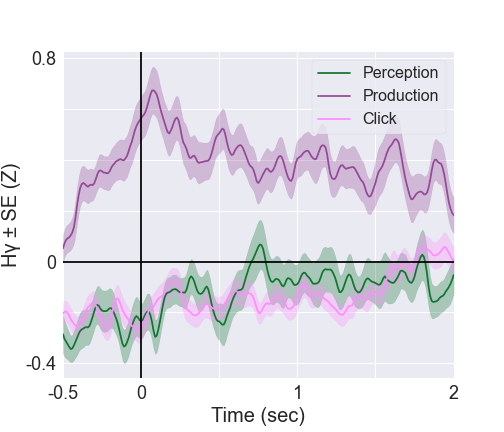 0.8
Perception
Production
Click
Hγ ± SE (Z)
0
-0.4
-0.5 0 1 2
Time (sec)